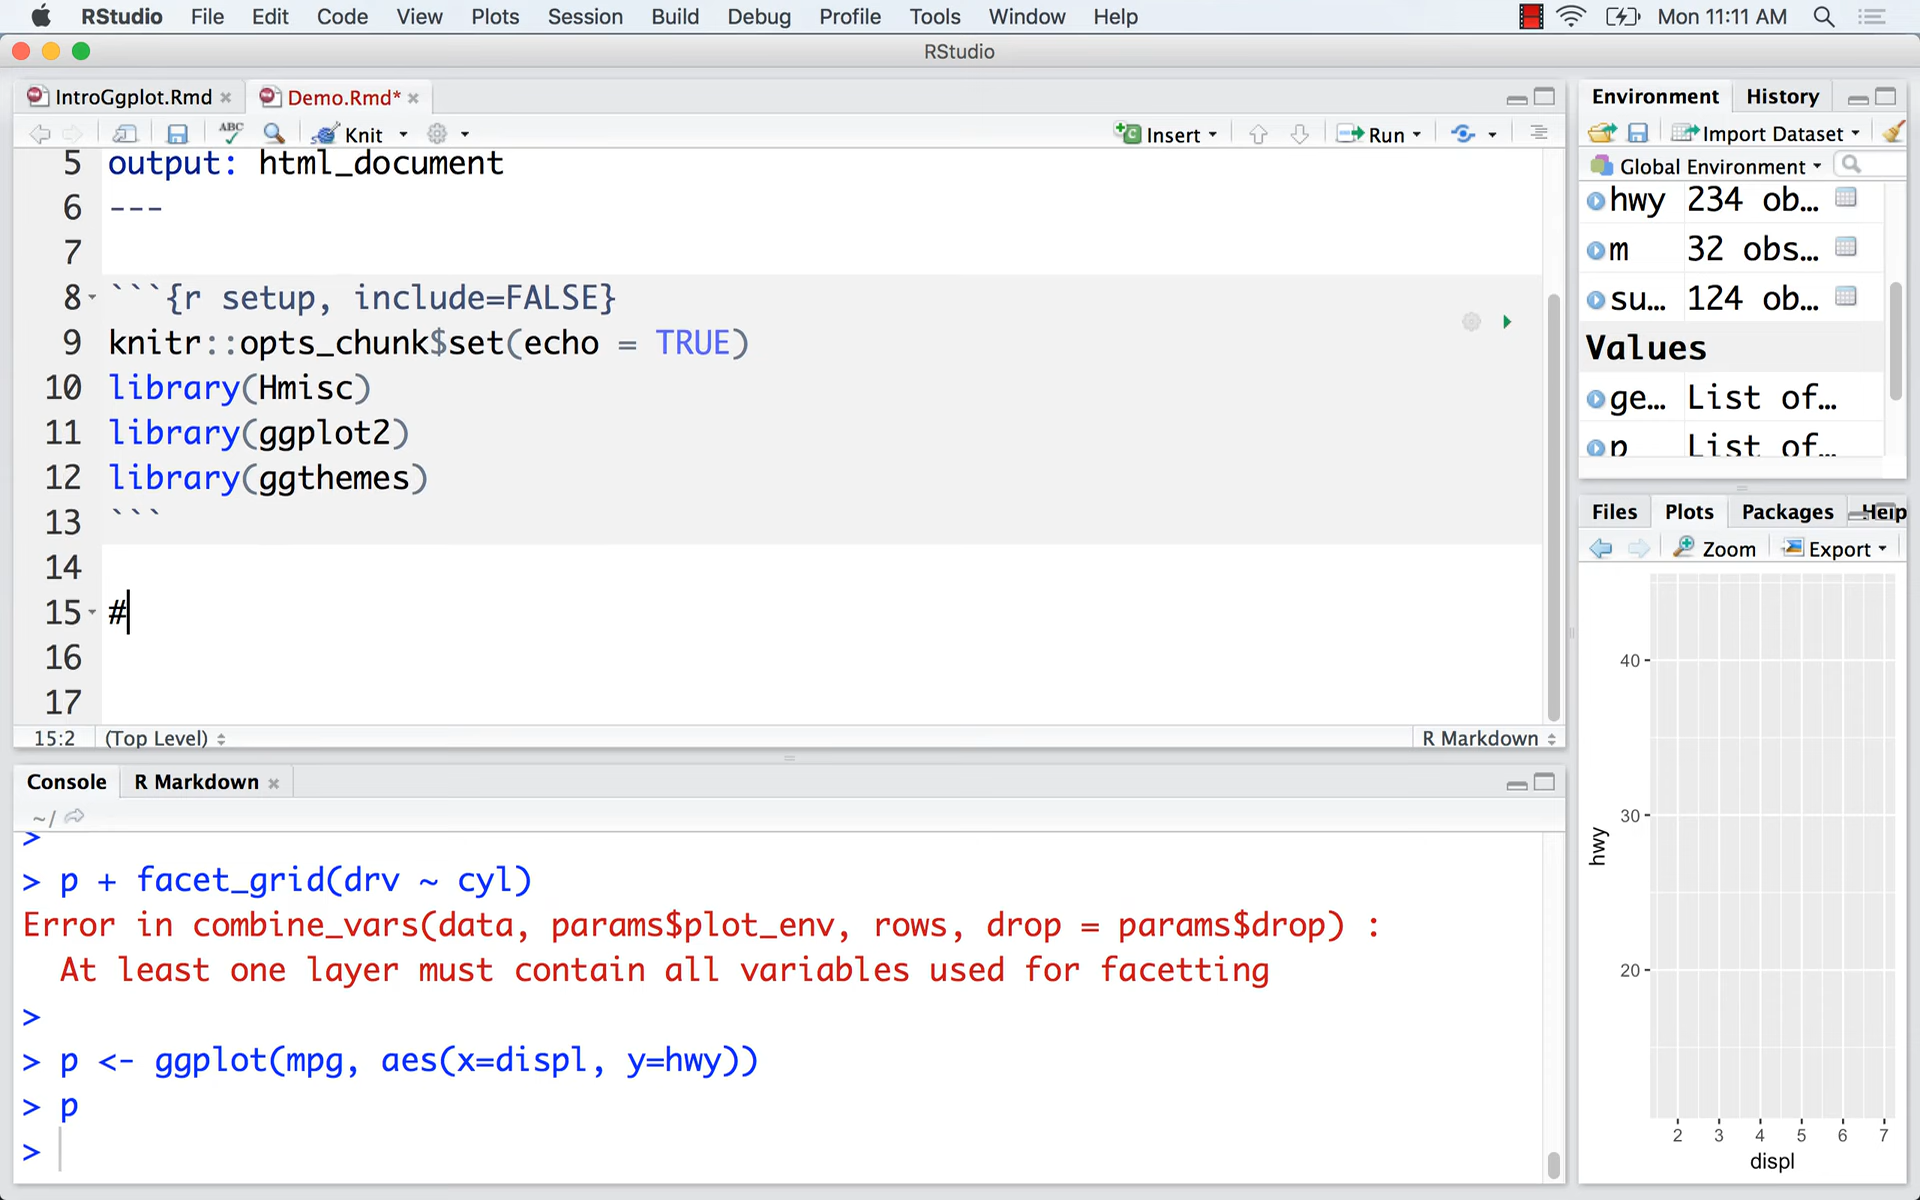 RStudio File Edit Code View Plots Session Build Debug Profile Tools Window Help Mon 11:11 AM
RStudio
IntroGgplot.Rmd Demo.Rmd*
ABC Knit Insert Run
5 output: html_document
6 ---
7
8 ```{r setup, include=FALSE}
9 knitr::opts_chunk$set(echo = TRUE)
10 library(Hmisc)
11 library(ggplot2)
12 library(ggthemes)
13 ```
14
15 #
16
17
15:2 (Top Level) R Markdown
Console R Markdown
~/
>
> p + facet_grid(drv ~ cyl)
Error in combine_vars(data, params$plot_env, rows, drop = params$drop) :
At least one layer must contain all variables used for facetting
>
> p <- ggplot(mpg, aes(x=displ, y=hwy))
> p
>
Environment History
Import Dataset
Global Environment
hwy 234 ob…
m 32 obs…
su… 124 ob…
Values
ge… List of…
p List of…
Files Plots Packages Help
Zoom Export
40
30
20
hwy
2 3 4 5 6 7
displ